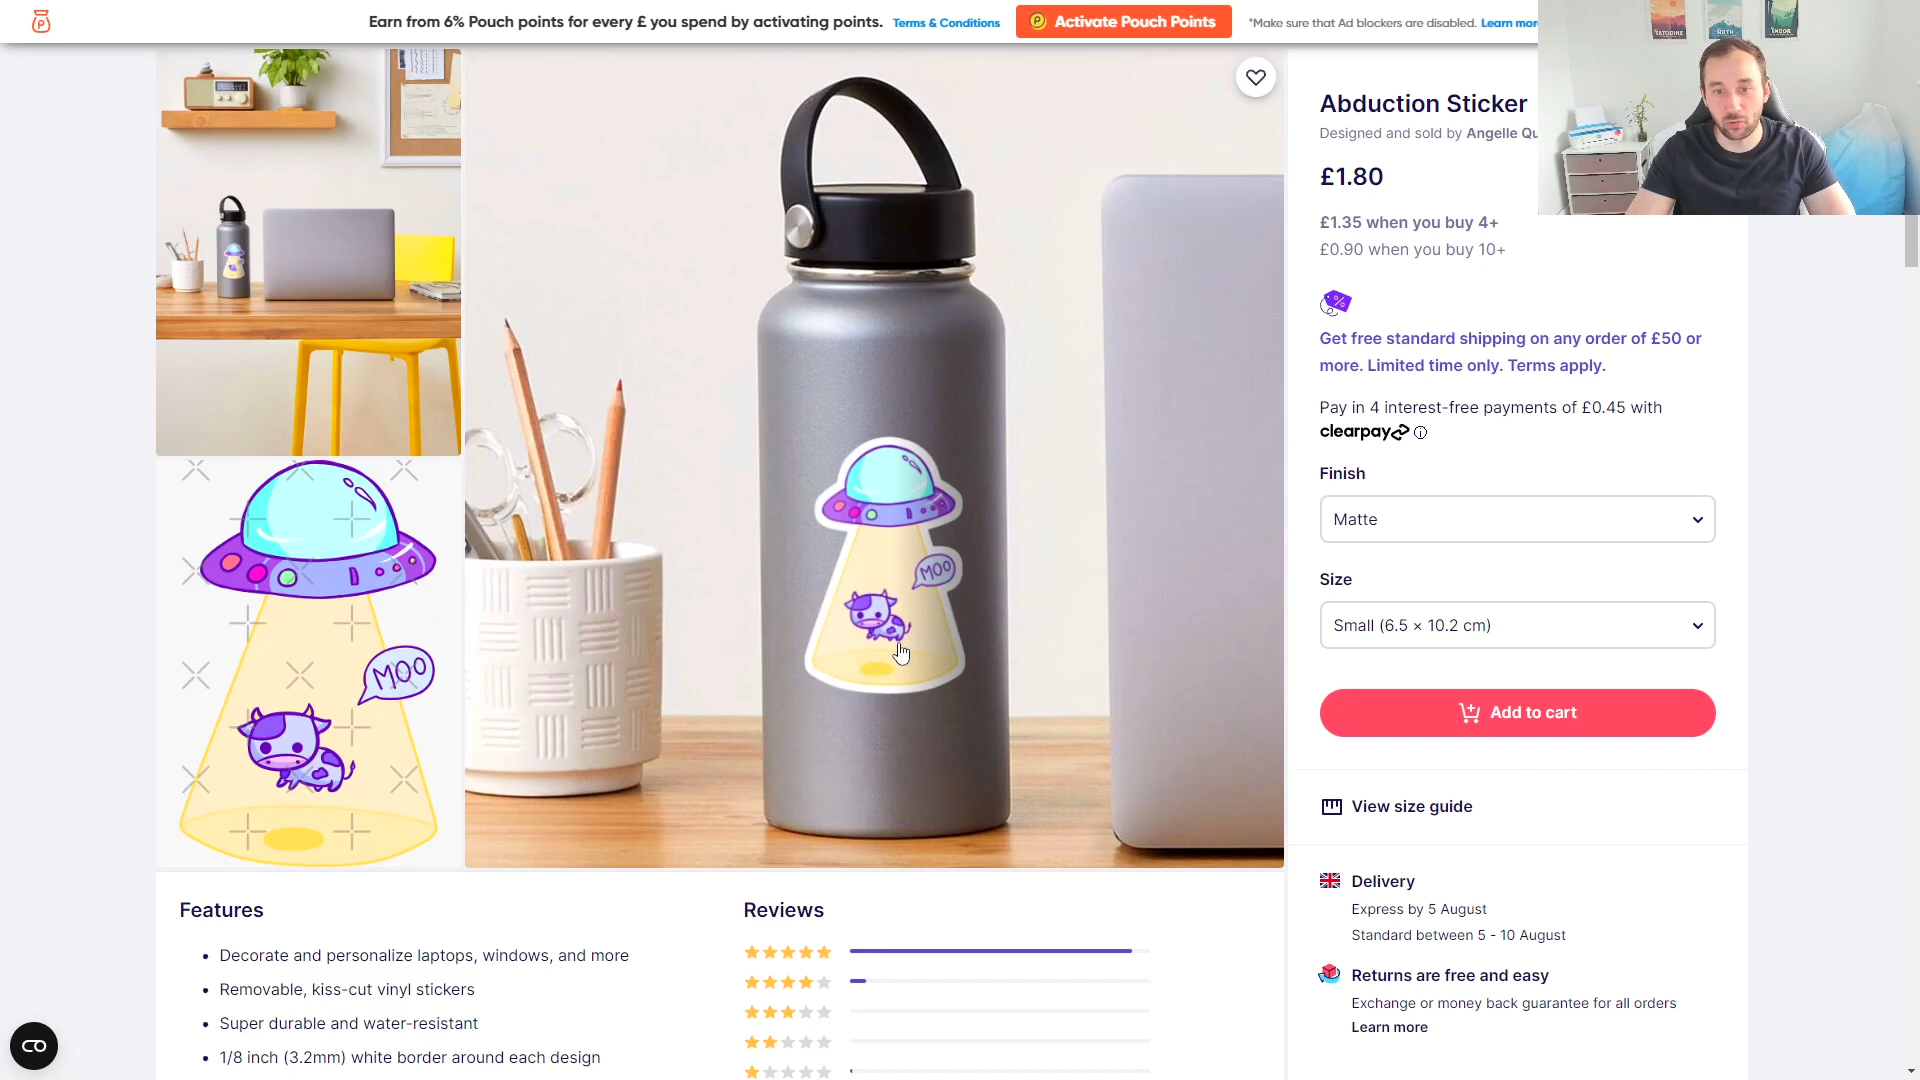 Earn from 6% Pouch points for every £ you spend by activating points. Terms & Conditions
Activate Pouch Points
*Make sure that Ad blockers are disabled. Learn more
TATOOINE
HOTH
ENDOR
MOO
MOO
Abduction Sticker
Designed and sold by Angelle
£1.80
£1.35 when you buy 4+
£0.90 when you buy 10+
Get free standard shipping on any order of £50 or
more. Limited time only. Terms apply.
Pay in 4 interest-free payments of £0.45 with
clearpay
Finish
Matte
Size
Small (6.5 × 10.2 cm)
Add to cart
View size guide
Delivery
Express by 5 August
Standard between 5 - 10 August
Returns are free and easy
Exchange or money back guarantee for all orders
Learn more
Features
Decorate and personalize laptops, windows, and more
Removable, kiss-cut vinyl stickers
Super durable and water-resistant
1/8 inch (3.2mm) white border around each design
Reviews